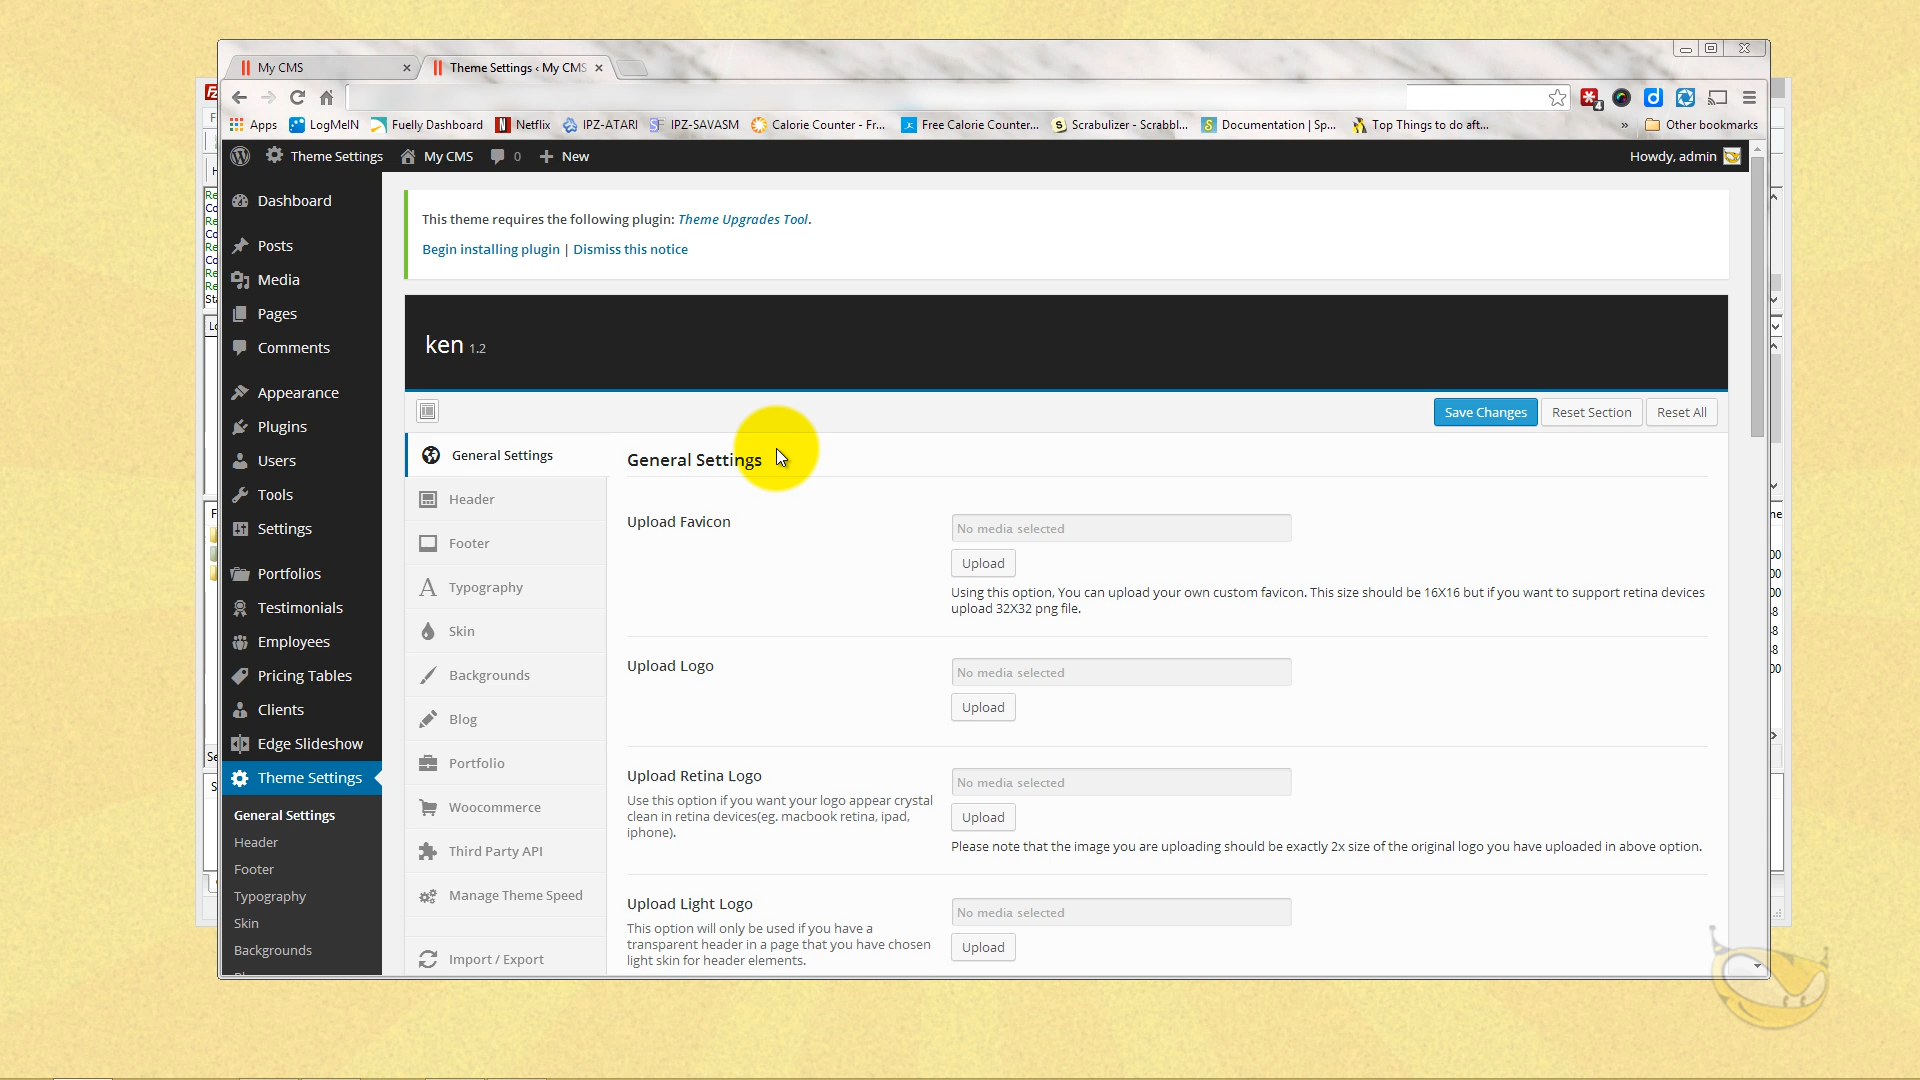 My CMS
Theme Settings ‹ My CMS
Apps
LogMeIN
Fuelly Dashboard
Netflix
IPZ-ATARI
IPZ-SAVASM
Calorie Counter - Fr...
Free Calorie Counter...
Scrabulizer - Scrabbl...
Documentation | Sp...
Top Things to do aft...
»
Other bookmarks
Theme Settings
My CMS
0
New
Howdy, admin
Dashboard
Posts
Media
Pages
Comments
Appearance
Plugins
Users
Tools
Settings
Portfolios
Testimonials
Employees
Pricing Tables
Clients
Edge Slideshow
Theme Settings
General Settings
Header
Footer
Typography
Skin
Backgrounds
This theme requires the following plugin: Theme Upgrades Tool.
Begin installing plugin | Dismiss this notice
ken 1.2
Save Changes
Reset Section
Reset All
General Settings
Header
Footer
Typography
Skin
Backgrounds
Blog
Portfolio
Woocommerce
Third Party API
Manage Theme Speed
Import / Export
General Settings
Upload Favicon
No media selected
Upload
Using this option, You can upload your own custom favicon. This size should be 16X16 but if you want to support retina devices
upload 32X32 png file.
Upload Logo
No media selected
Upload
Upload Retina Logo
Use this option if you want your logo appear crystal
clean in retina devices(eg. macbook retina, ipad,
iphone).
No media selected
Upload
Please note that the image you are uploading should be exactly 2x size of the original logo you have uploaded in above option.
Upload Light Logo
This option will only be used if you have a
transparent header in a page that you have chosen
light skin for header elements.
No media selected
Upload